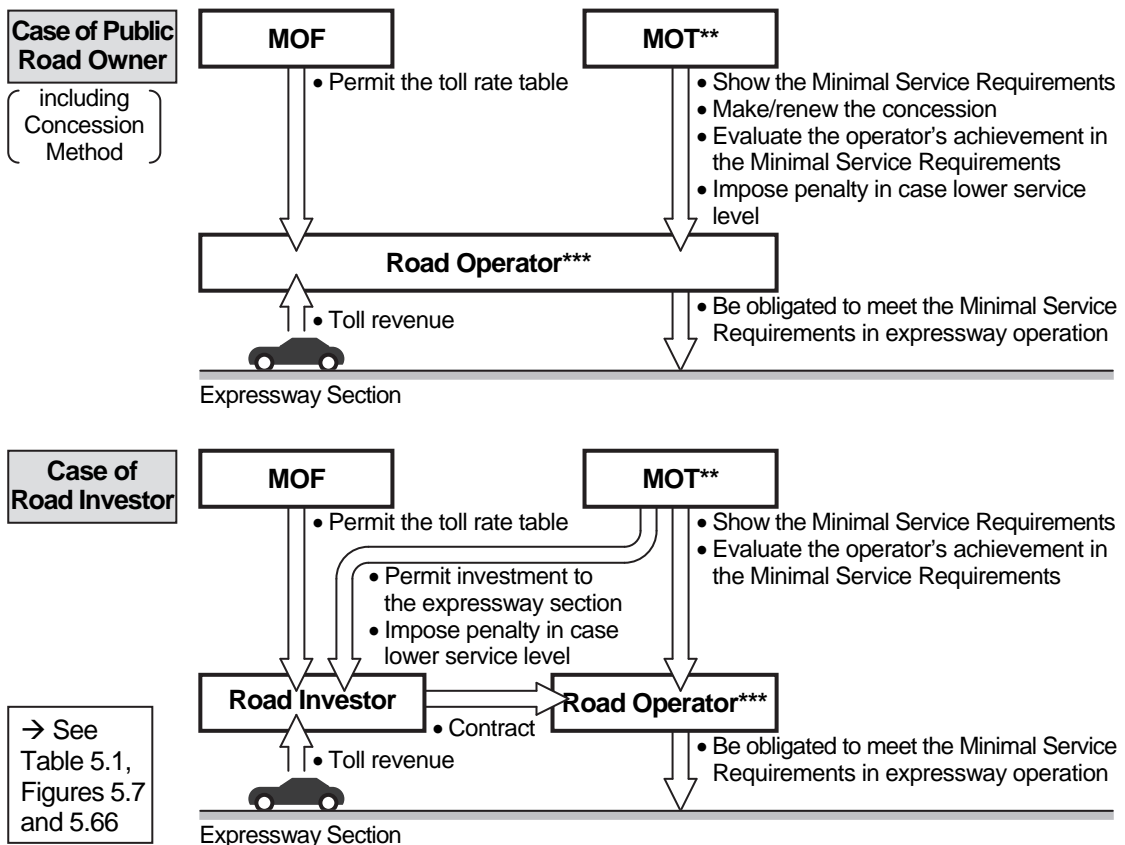 Case of Public
Road Owner
including
Concession
Method
MOF
MOT**
• Permit the toll rate table
• Show the Minimal Service Requirements
• Make/renew the concession
• Evaluate the operator's achievement in
the Minimal Service Requirements
• Impose penalty in case lower service
level
Road Operator***
• Toll revenue
• Be obligated to meet the Minimal Service
Requirements in expressway operation
Expressway Section
Case of
Road Investor
MOF
MOT**
• Permit the toll rate table
• Show the Minimal Service Requirements
• Evaluate the operator's achievement in
the Minimal Service Requirements
• Permit investment to
the expressway section
• Impose penalty in case
lower service level
Road Investor
Road Operator***
• Contract
• Toll revenue
• Be obligated to meet the Minimal Service
Requirements in expressway operation
→ See
Table 5.1,
Figures 5.7
and 5.66
Expressway Section